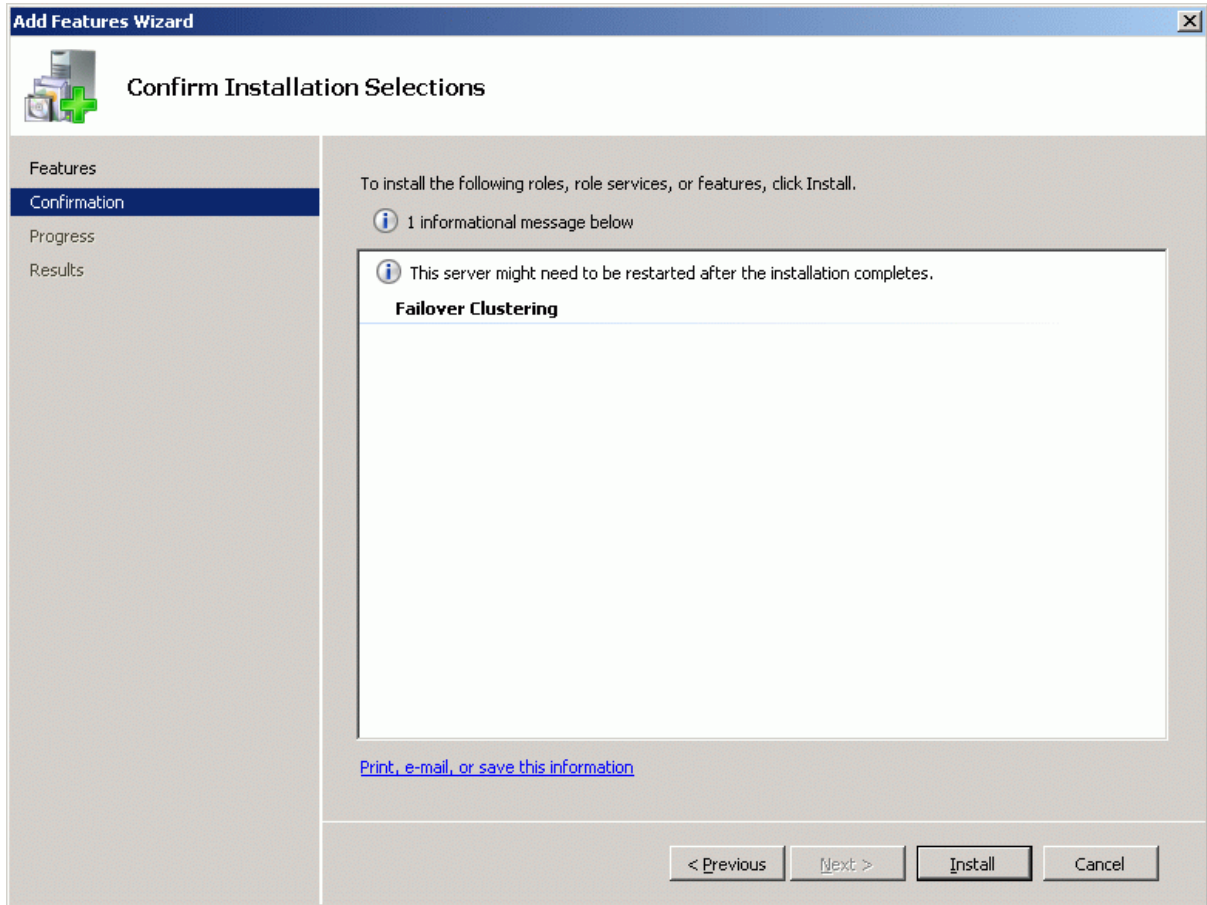 Add Features Wizard
Confirm Installation Selections
Features
Confirmation
Progress
Results
To install the following roles, role services, or features, click Install.
1 informational message below
This server might need to be restarted after the installation completes.
Failover Clustering
Print, e-mail, or save this information
< Previous
Next >
Install
Cancel